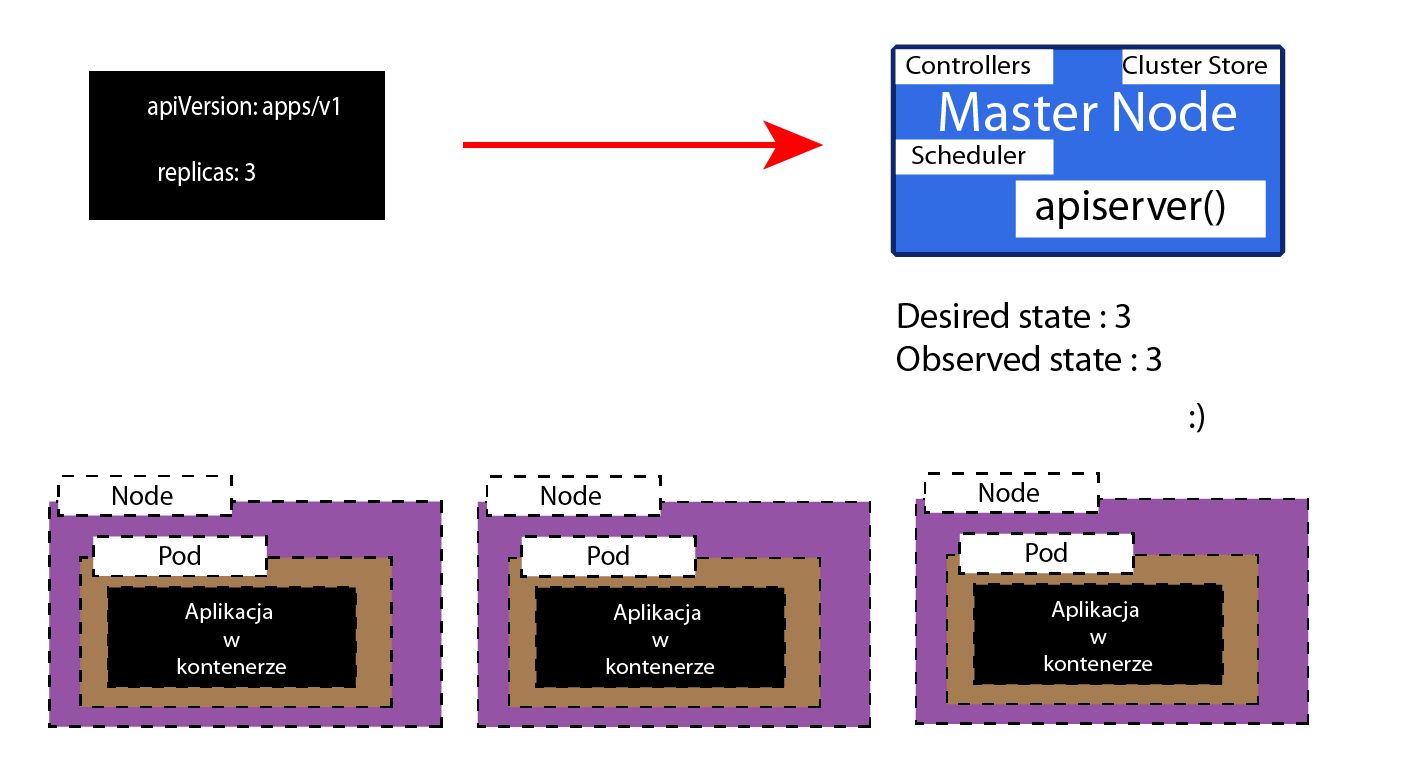 apiVersion: apps/v1
replicas: 3
Controllers
Cluster Store
Master Node
Scheduler
apiserver()
Desired state : 3
Observed state : 3
:)
Node
Pod
Aplikacja
w
kontenerze
Node
Pod
Aplikacja
w
kontenerze
Node
Pod
Aplikacja
w
kontenerze